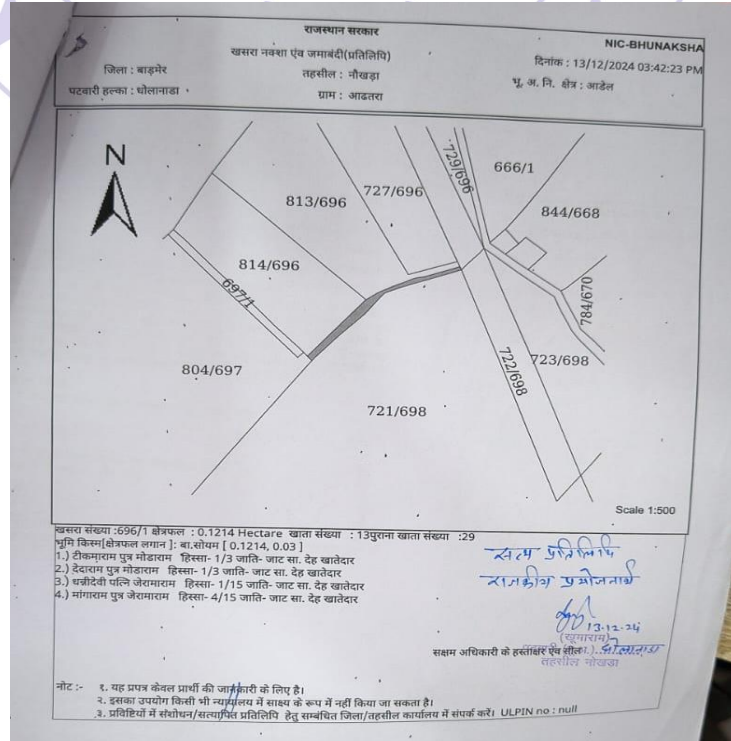 राजस्थान सरकार
NIC-BHUNAKSHA
खसरा नक्शा एंव जमाबंदी(प्रतिलिपि)
दिनांक : 13/12/2024 03:42:23 PM
जिला : बाड़मेर
तहसील : नौखड़ा
भू. अ. नि. क्षेत्र : आडेल
पटवारी हल्का : धोलानाडा
ग्राम : आढतरा
N
729/696
666/1
813/696
727/696
844/668
814/696
697/1
784/670
804/697
722/698
723/698
721/698
Scale 1:500
खसरा संख्या :696/1 क्षेत्रफल : 0.1214 Hectare खाता संख्या : 13पुराना खाता संख्या :29
भूमि किस्म[क्षेत्रफल लगान ]: बा.सोयम [ 0.1214, 0.03 ]
1.) टीकमाराम पुत्र मोडाराम हिस्सा- 1/3 जाति- जाट सा. देह खातेदार
2.) देदाराम पुत्र मोडाराम हिस्सा- 1/3 जाति- जाट सा. देह खातेदार
3.) धन्नीदेवी पत्नि जेरामाराम हिस्सा- 1/15 जाति- जाट सा. देह खातेदार
4.) मांगाराम पुत्र जेरामाराम हिस्सा- 4/15 जाति- जाट सा. देह खातेदार
सत्य प्रतिलिपि
राजकीय प्रयोजनार्थ
13.12.24
(खूमाराम)
सक्षम अधिकारी के हस्ताक्षर एंव सील धोलानाडा
तहसील नोखडा
नोट :- १. यह प्रपत्र केवल प्रार्थी की जानकारी के लिए है।
२. इसका उपयोग किसी भी न्यायालय में साक्ष्य के रूप में नहीं किया जा सकता है।
३. प्रविष्टियों में संशोधन/सत्यापित प्रतिलिपि हेतु सम्बंधित जिला/तहसील कार्यालय में संपर्क करें। ULPIN no : null